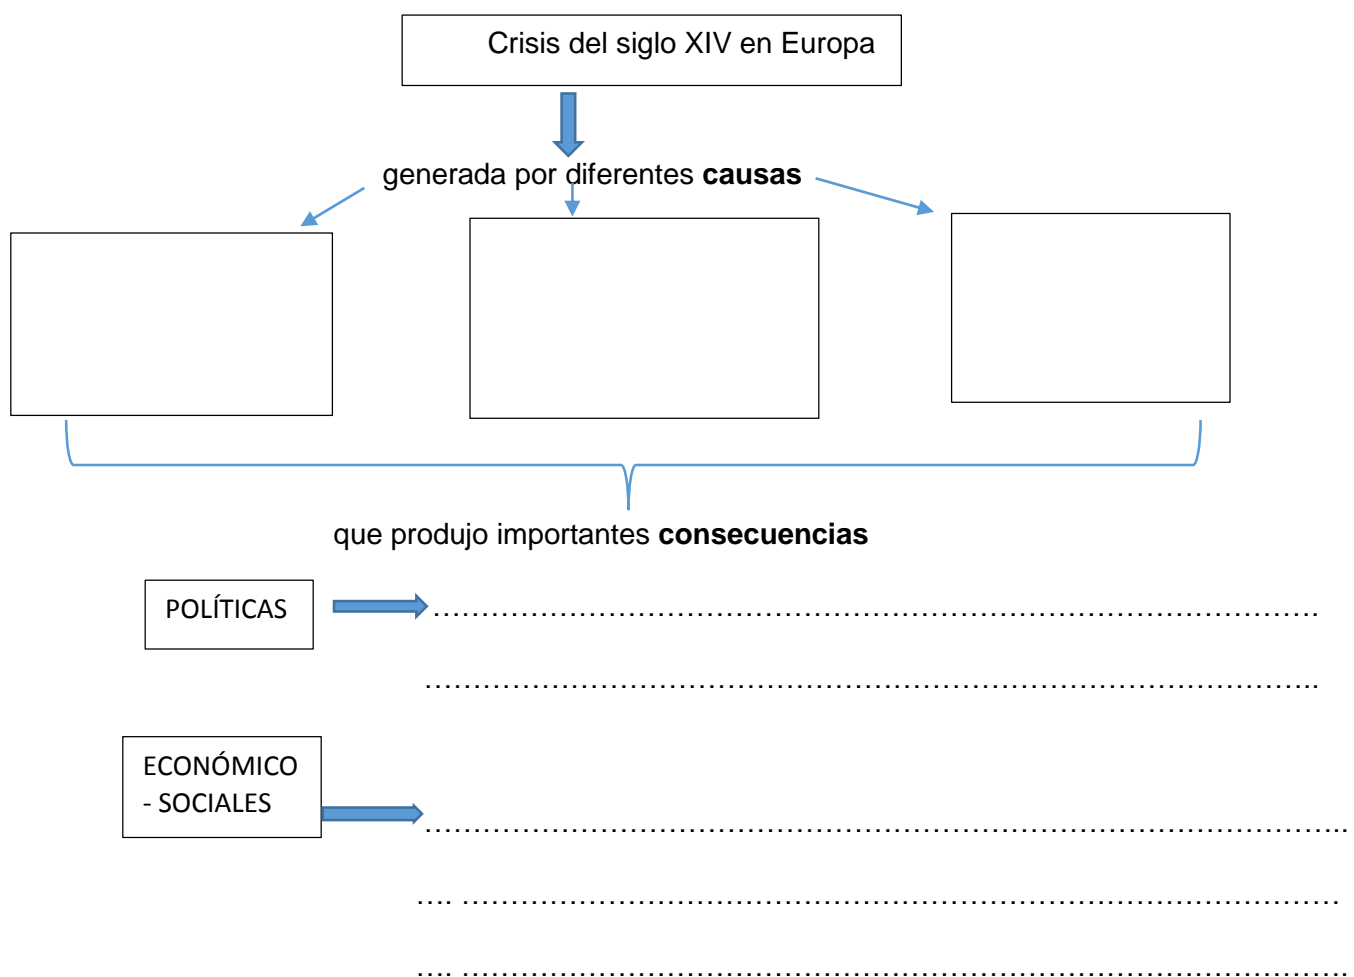 Crisis del siglo XIV en Europa
generada por diferentes causas
que produjo importantes consecuencias
POLÍTICAS
……………………………………………………………………………….
………………………………………………………………………………..
ECONÓMICO
- SOCIALES
…………………………………………………………………………………...
…. ………………………………………………………………………………
…. ……………………………………………………………………………….